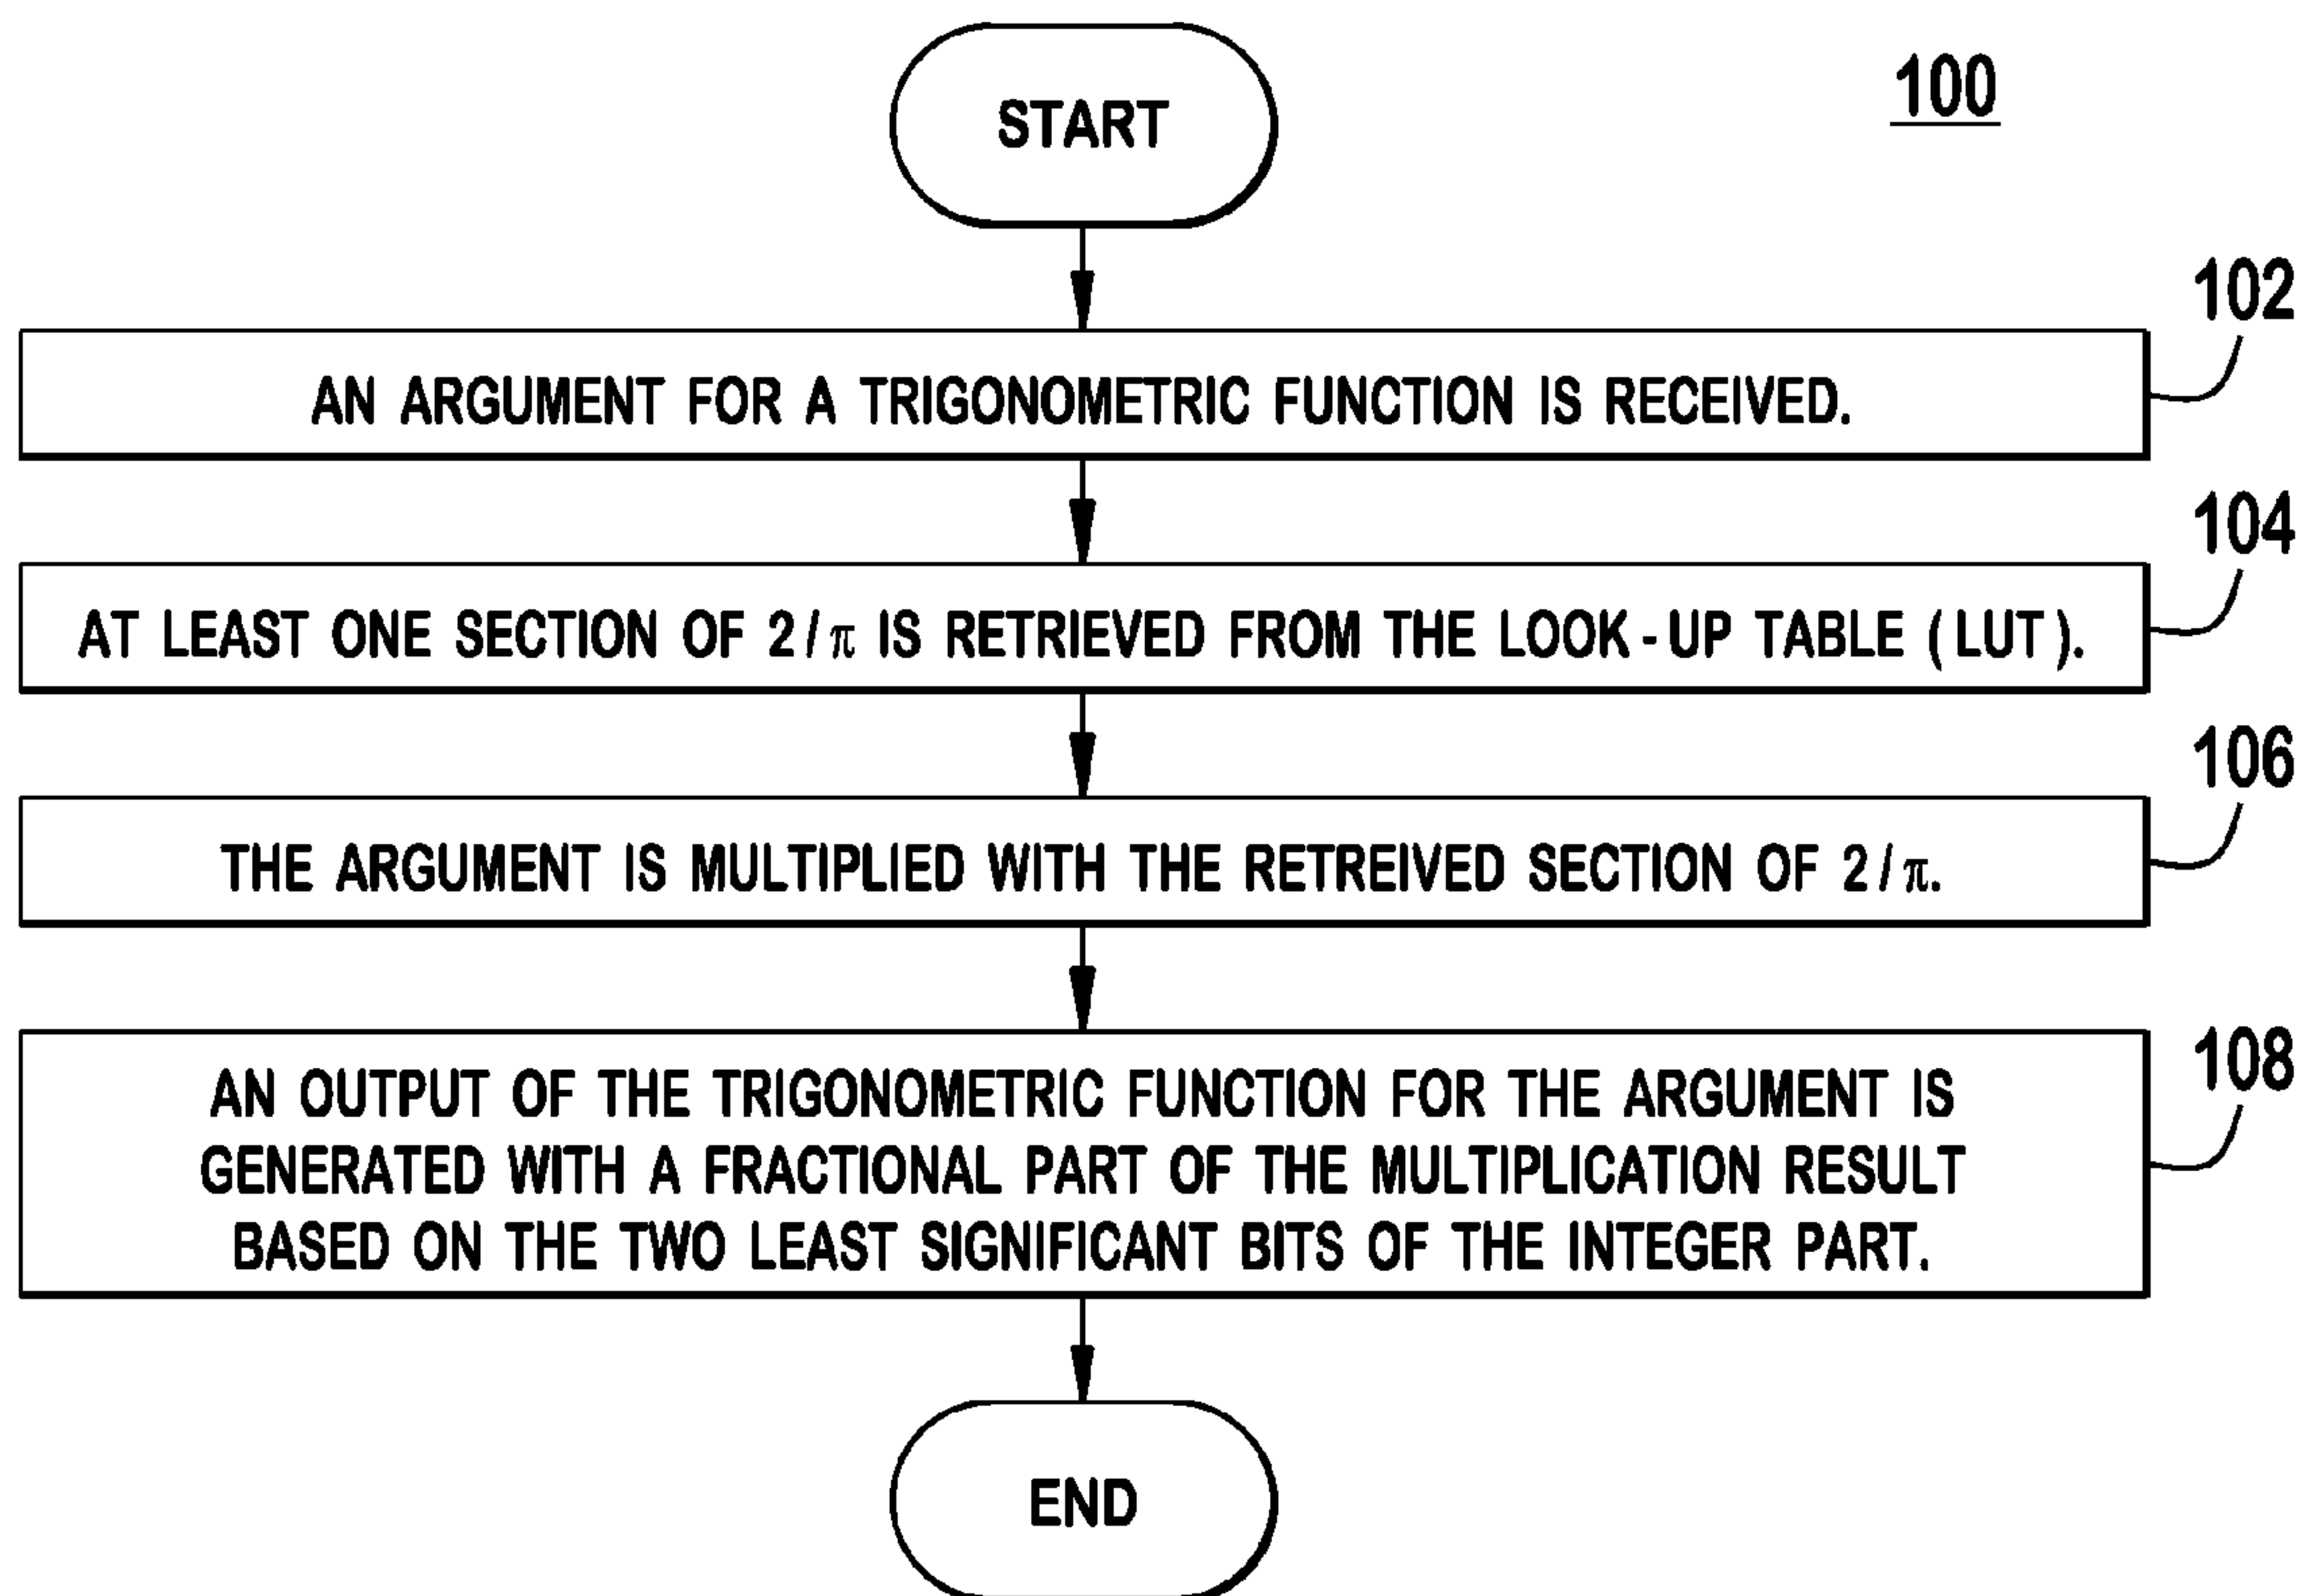 START
100
102
AN ARGUMENT FOR A TRIGONOMETRIC FUNCTION IS RECEIVED.
104
AT LEAST ONE SECTION OF 2/π IS RETRIEVED FROM THE LOOK-UP TABLE (LUT).
106
THE ARGUMENT IS MULTIPLIED WITH THE RETREIVED SECTION OF 2/π.
108
AN OUTPUT OF THE TRIGONOMETRIC FUNCTION FOR THE ARGUMENT IS
GENERATED WITH A FRACTIONAL PART OF THE MULTIPLICATION RESULT
BASED ON THE TWO LEAST SIGNIFICANT BITS OF THE INTEGER PART.
END